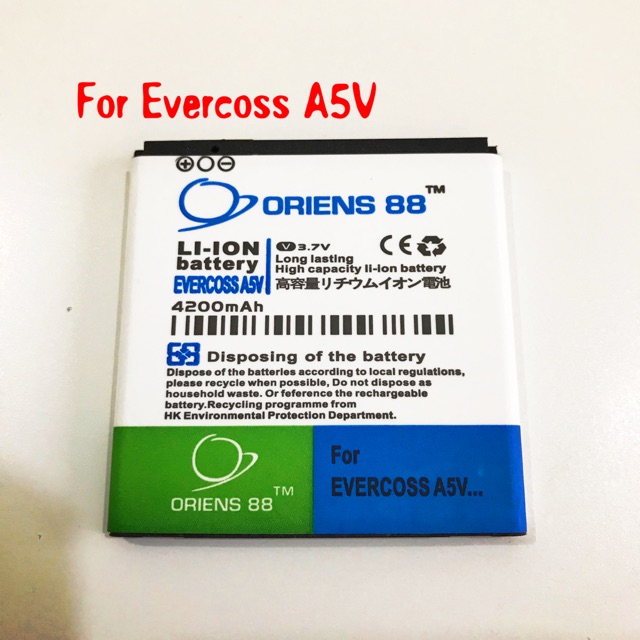 For Evercoss A5V
ORIENS 88™
LI-ION
battery
EVERCOSS A5V
4200mAh
V 3.7V
Long lasting
High capacity li-ion battery
高容量リチウムイオン電池
CE
Disposing of the battery
Dispose of the batteries according to local regulations,
please recycle when possible, Do not dispose as
household waste. Or reference the rechargeable
battery.Recycling programme from
HK Environmental Protection Department.
ORIENS 88™
For
EVERCOSS A5V...